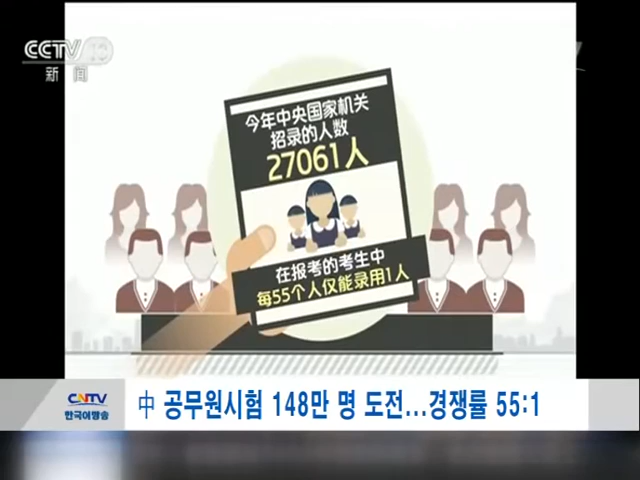 CCTV 13
新闻
今年中央国家机关
招录的人数
27061人
在报考的考生中
每55个人仅能录用1人
CNTV
한국어방송
中 공무원시험 148만 명 도전...경쟁률 55:1